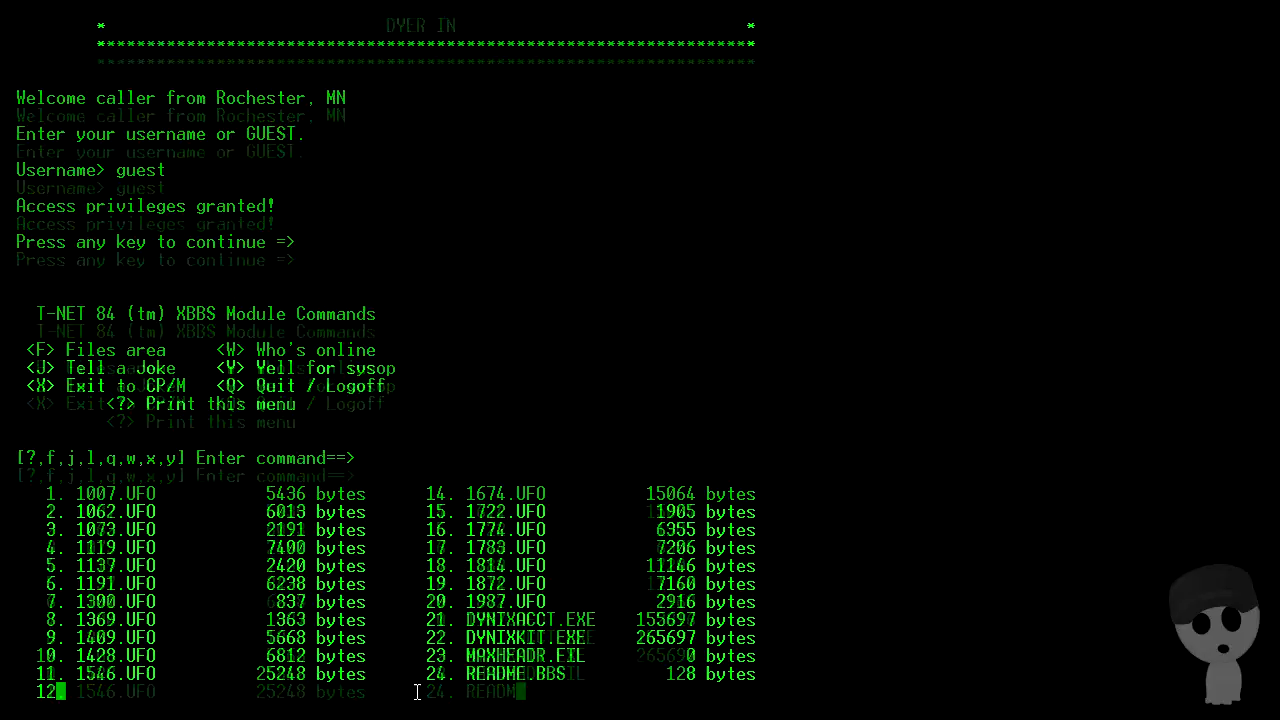 * DYER IN *
******************************************************************
Welcome caller from Rochester, MN
Enter your username or GUEST.
Username> guest
Access privileges granted!
Press any key to continue =>
T-NET 84 (tm) XBBS Module Commands
<F> Files area <W> Who's online
<J> Tell a Joke <Y> Yell for sysop
<X> Exit to CP/M <Q> Quit / Logoff
<?> Print this menu
[?,f,j,l,q,w,x,y] Enter command==>
1. 1007.UFO 5436 bytes 14. 1674.UFO 15064 bytes
2. 1062.UFO 6013 bytes 15. 1722.UFO 11905 bytes
3. 1073.UFO 2191 bytes 16. 1774.UFO 6355 bytes
4. 1119.UFO 7400 bytes 17. 1783.UFO 7206 bytes
5. 1137.UFO 2420 bytes 18. 1814.UFO 11146 bytes
6. 1191.UFO 6238 bytes 19. 1872.UFO 7160 bytes
7. 1300.UFO 837 bytes 20. 1987.UFO 2916 bytes
8. 1369.UFO 1363 bytes 21. DYNIXACCT.EXE 155697 bytes
9. 1409.UFO 5668 bytes 22. DYNIXKIT.EXE 265697 bytes
10. 1428.UFO 6812 bytes 23. MAXHEADR.FIL 0 bytes
11. 1546.UFO 25248 bytes 24. README.BBS 128 bytes
12.